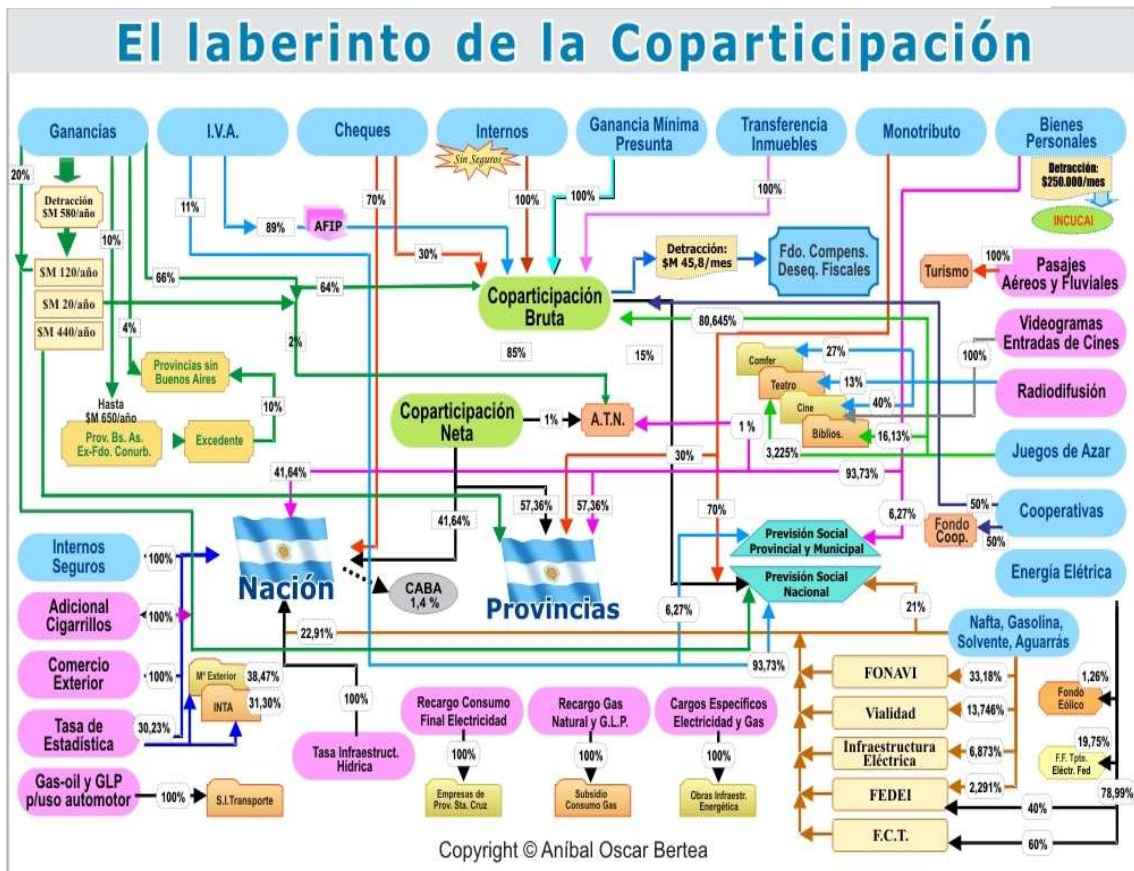 El laberinto de la Coparticipación
Ganancias
I.V.A.
Cheques
Internos
Ganancia Mínima
Presunta
Transferencia
Inmuebles
Monotributo
Bienes
Personales
Sin Seguros
20%
Detracción
$M 580/año
11%
89%
AFIP
70%
30%
100%
100%
100%
Detracción:
$250.000/mes
INCUCAI
10%
$M 120/año
$M 20/año
$M 440/año
66%
64%
4%
2%
Coparticipación
Bruta
Detracción:
$M 45,8/mes
Fdo. Compens.
Deseq. Fiscales
Turismo
100%
Pasajes
Aéreos y Fluviales
80,645%
Videogramas
Entradas de Cines
100%
85%
15%
Comfer
27%
Teatro
13%
Cine
40%
Biblios.
16,13%
3,225%
Radiodifusión
Provincias sin
Buenos Aires
Hasta
$M 650/año
10%
Prov. Bs. As.
Ex-Fdo. Conurb.
Excedente
Coparticipación
Neta
1%
A.T.N.
1 %
30%
93,73%
Juegos de Azar
41,64%
57,36%
57,36%
41,64%
70%
6,27%
50%
Cooperativas
Fondo
Coop.
50%
Internos
Seguros
100%
Nación
CABA
1,4 %
Provincias
Previsión Social
Provincial y Municipal
Previsión Social
Nacional
Energía Elétrica
6,27%
21%
Adicional
Cigarrillos
100%
22,91%
93,73%
Nafta, Gasolina,
Solvente, Aguarrás
Comercio
Exterior
100%
Mº Exterior
38,47%
INTA
31,30%
Tasa de
Estadística
30,23%
100%
Tasa Infraestruct.
Hídrica
Recargo Consumo
Final Electricidad
100%
Empresas de
Prov. Sta. Cruz
Recargo Gas
Natural y G.L.P.
100%
Subsidio
Consumo Gas
Cargos Específicos
Electricidad y Gas
100%
Obras Infraestr.
Energética
FONAVI
33,18%
Vialidad
13,746%
Infraestructura
Eléctrica
6,873%
FEDEI
2,291%
40%
F.C.T.
60%
1,26%
Fondo
Eólico
19,75%
F.F. Tpte.
Eléctr. Fed
78,99%
Gas-oil y GLP
p/uso automotor
100%
S.I.Transporte
Copyright © Aníbal Oscar Bertea